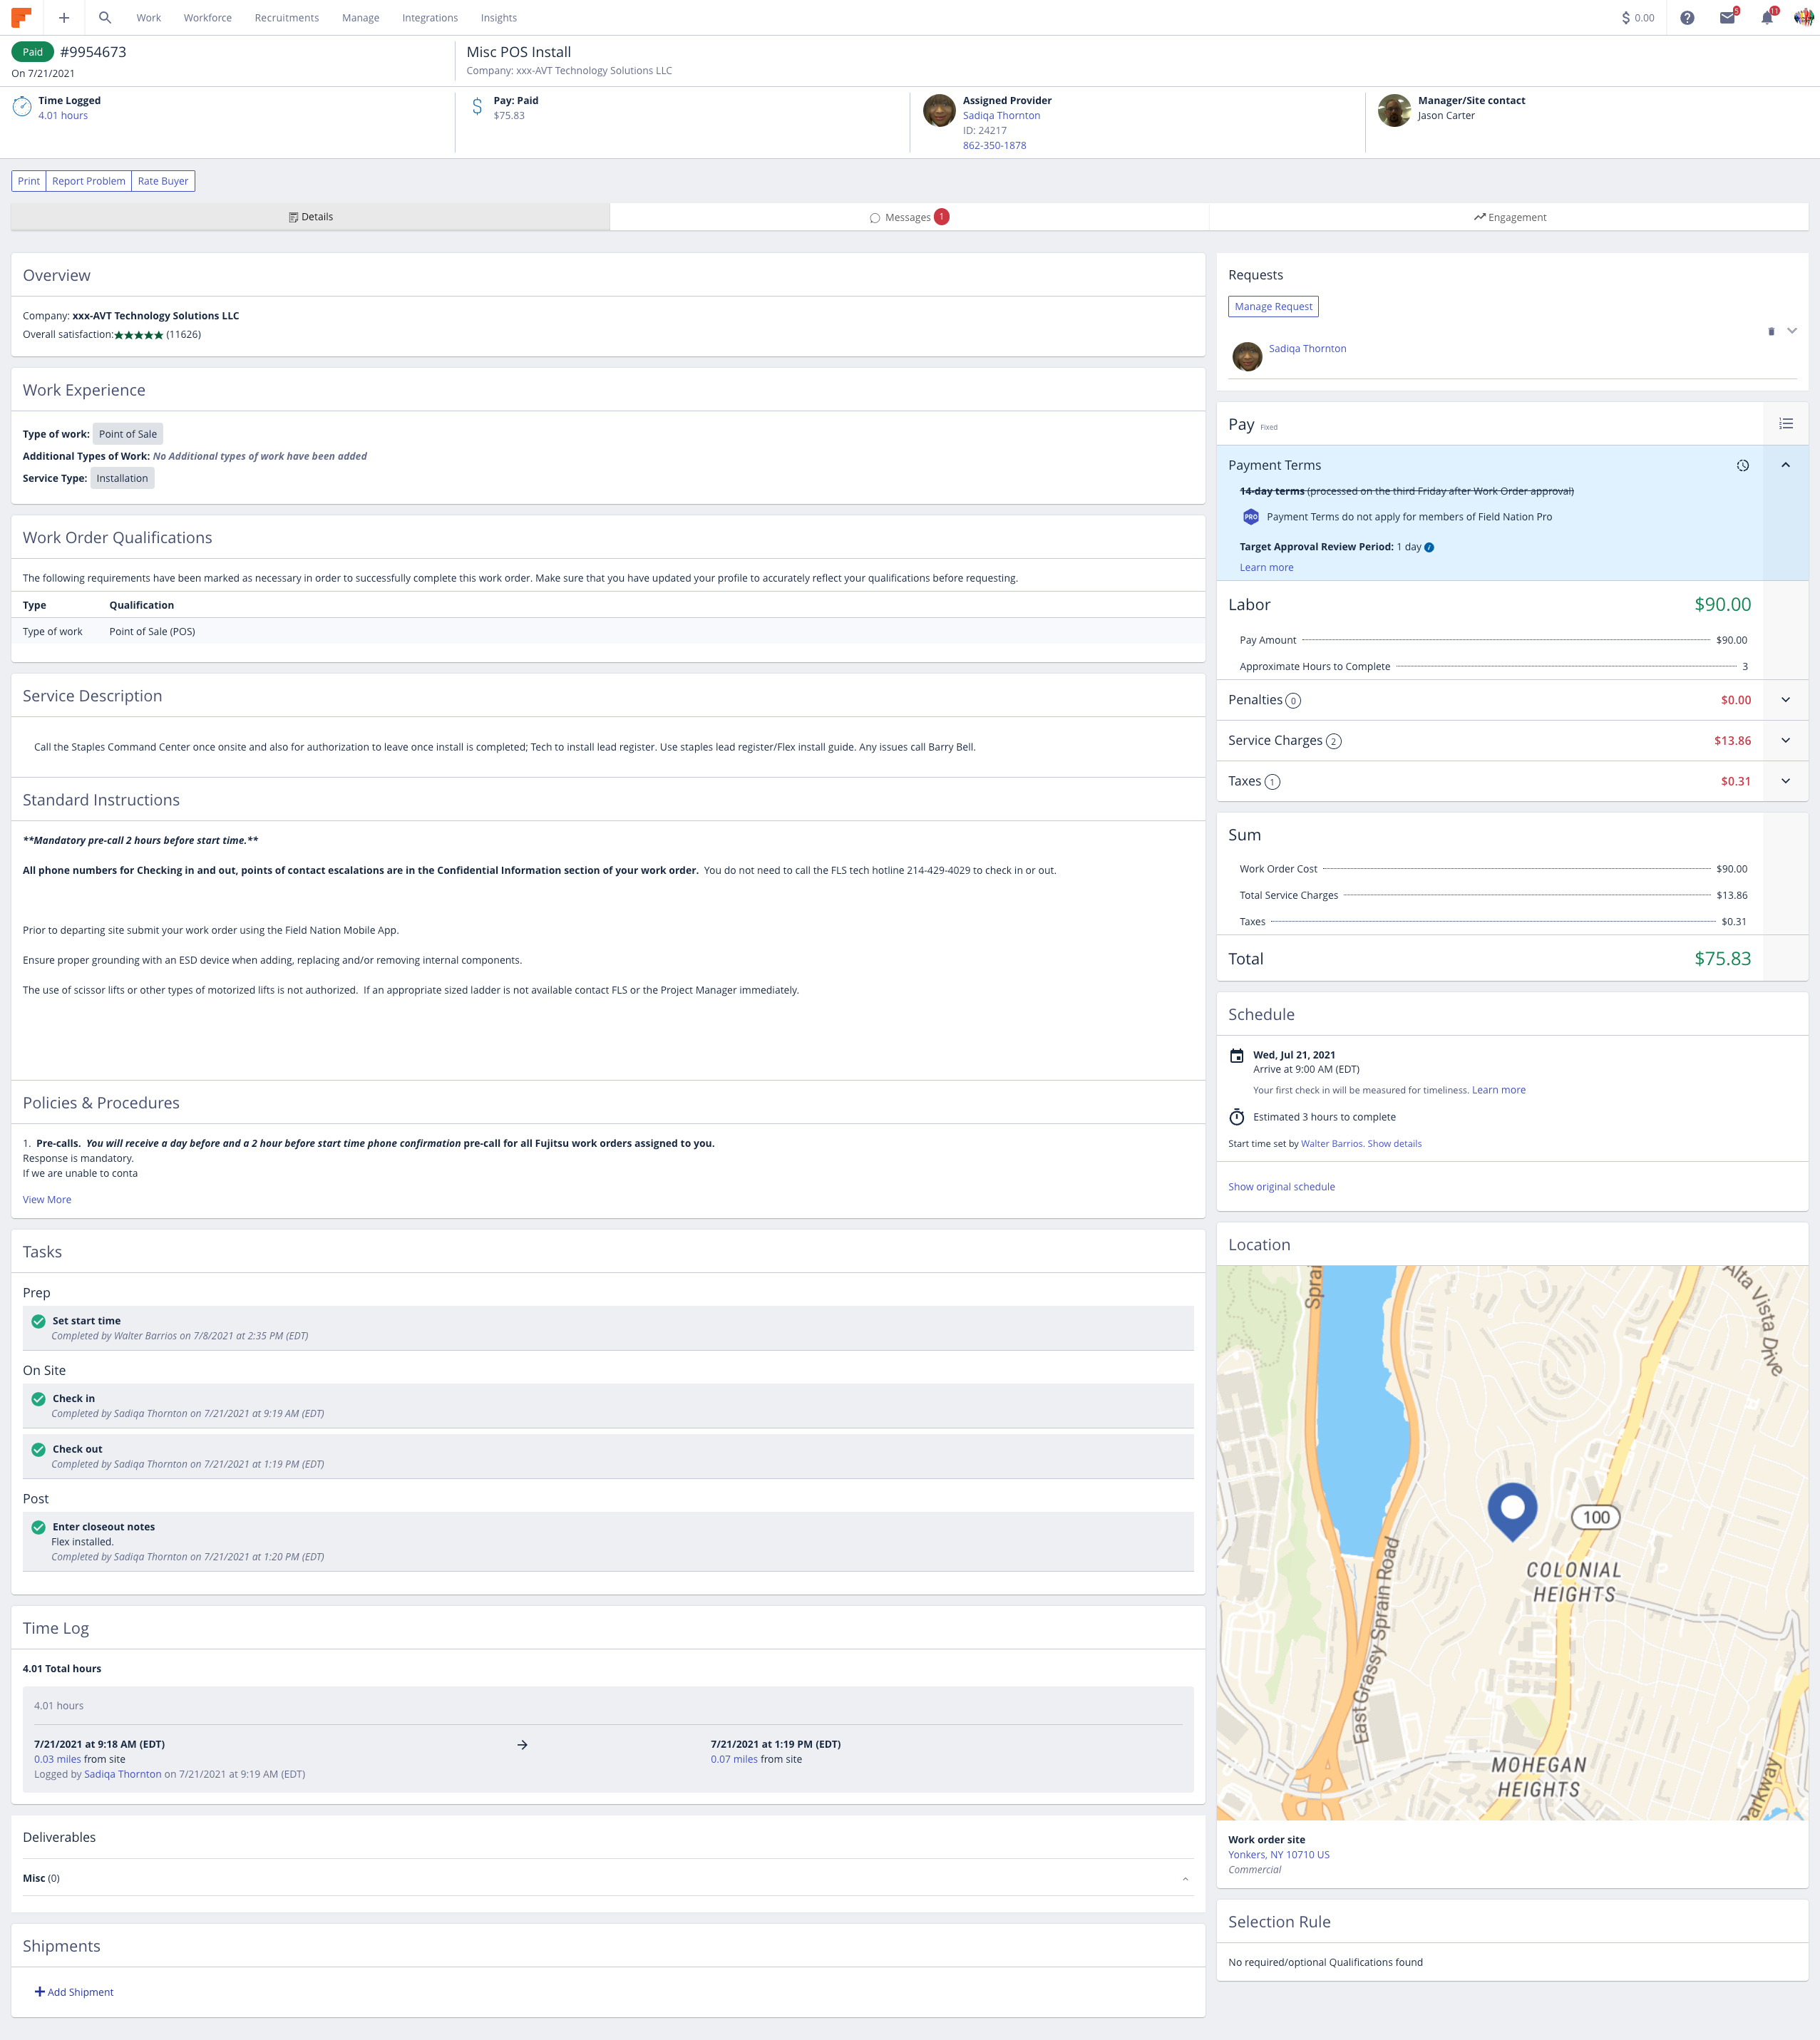 Work Workforce Recruitments Manage Integrations Insights $ 0.00 5 11
Paid #9954673
On 7/21/2021
Misc POS Install
Company: xxx-AVT Technology Solutions LLC
Time Logged
4.01 hours
Pay: Paid
$75.83
Assigned Provider
Sadiqa Thornton
ID: 24217
862-350-1878
Manager/Site contact
Jason Carter
Print Report Problem Rate Buyer
Details Messages 1 Engagement
Overview
Company: xxx-AVT Technology Solutions LLC
Overall satisfaction:★★★★★ (11626)
Work Experience
Type of work: Point of Sale
Additional Types of Work: No Additional types of work have been added
Service Type: Installation
Work Order Qualifications
The following requirements have been marked as necessary in order to successfully complete this work order. Make sure that you have updated your profile to accurately reflect your qualifications before requesting.
Type Qualification
Type of work Point of Sale (POS)
Service Description
Call the Staples Command Center once onsite and also for authorization to leave once install is completed; Tech to install lead register. Use staples lead register/Flex install guide. Any issues call Barry Bell.
Standard Instructions
**Mandatory pre-call 2 hours before start time.**
All phone numbers for Checking in and out, points of contact escalations are in the Confidential Information section of your work order. You do not need to call the FLS tech hotline 214-429-4029 to check in or out.
Prior to departing site submit your work order using the Field Nation Mobile App.
Ensure proper grounding with an ESD device when adding, replacing and/or removing internal components.
The use of scissor lifts or other types of motorized lifts is not authorized. If an appropriate sized ladder is not available contact FLS or the Project Manager immediately.
Policies & Procedures
1. Pre-calls. You will receive a day before and a 2 hour before start time phone confirmation pre-call for all Fujitsu work orders assigned to you.
Response is mandatory.
If we are unable to conta
View More
Tasks
Prep
Set start time
Completed by Walter Barrios on 7/8/2021 at 2:35 PM (EDT)
On Site
Check in
Completed by Sadiqa Thornton on 7/21/2021 at 9:19 AM (EDT)
Check out
Completed by Sadiqa Thornton on 7/21/2021 at 1:19 PM (EDT)
Post
Enter closeout notes
Flex installed.
Completed by Sadiqa Thornton on 7/21/2021 at 1:20 PM (EDT)
Time Log
4.01 Total hours
4.01 hours
7/21/2021 at 9:18 AM (EDT) 7/21/2021 at 1:19 PM (EDT)
0.03 miles from site 0.07 miles from site
Logged by Sadiqa Thornton on 7/21/2021 at 9:19 AM (EDT)
Deliverables
Misc (0)
Shipments
Add Shipment
Requests
Manage Request
Sadiqa Thornton
Pay Fixed
Payment Terms
14-day terms (processed on the third Friday after Work Order approval)
PRO Payment Terms do not apply for members of Field Nation Pro
Target Approval Review Period: 1 day
Learn more
Labor $90.00
Pay Amount $90.00
Approximate Hours to Complete 3
Penalties 0 $0.00
Service Charges 2 $13.86
Taxes 1 $0.31
Sum
Work Order Cost $90.00
Total Service Charges $13.86
Taxes $0.31
Total $75.83
Schedule
Wed, Jul 21, 2021
Arrive at 9:00 AM (EDT)
Your first check in will be measured for timeliness. Learn more
Estimated 3 hours to complete
Start time set by Walter Barrios. Show details
Show original schedule
Location
Sprai
Alta Vista Drive
100
COLONIAL
HEIGHTS
East Grassy Sprain Road
MOHEGAN
HEIGHTS
Parkway
Work order site
Yonkers, NY 10710 US
Commercial
Selection Rule
No required/optional Qualifications found